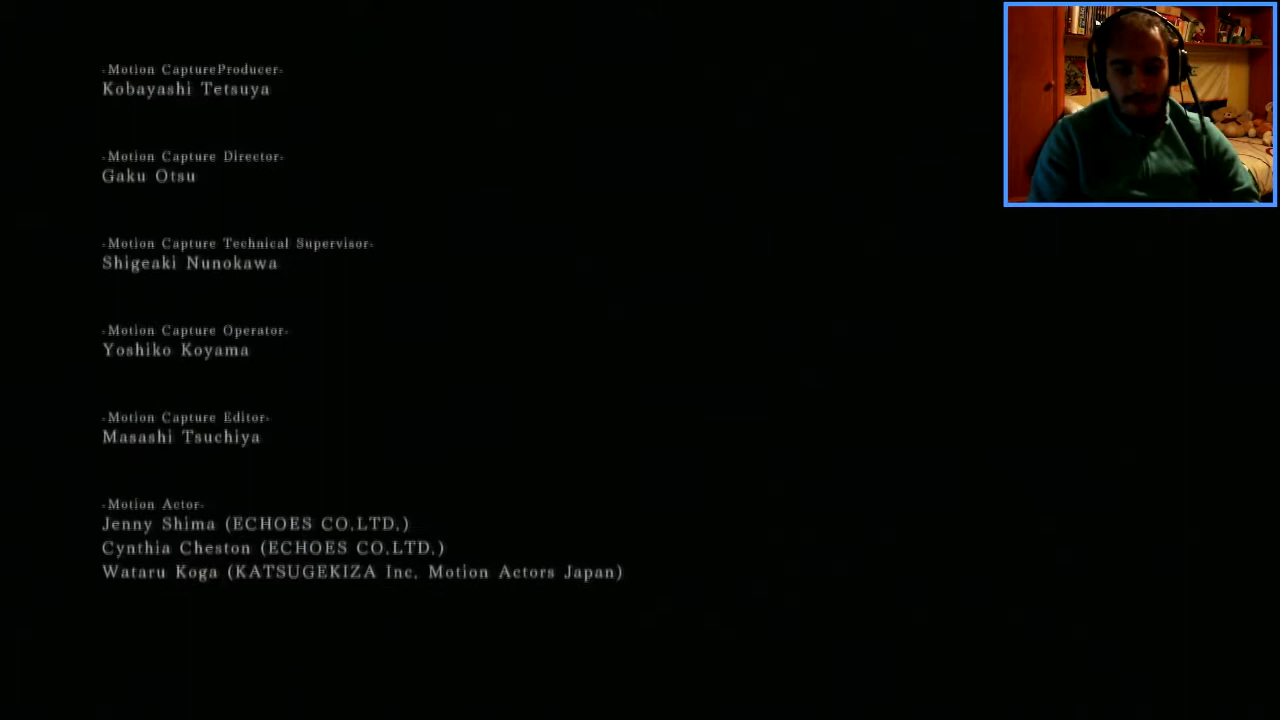 -Motion CaptureProducer-
Kobayashi Tetsuya
-Motion Capture Director-
Gaku Otsu
-Motion Capture Technical Supervisor-
Shigeaki Nunokawa
-Motion Capture Operator-
Yoshiko Koyama
-Motion Capture Editor-
Masashi Tsuchiya
-Motion Actor-
Jenny Shima (ECHOES CO.LTD.)
Cynthia Cheston (ECHOES CO.LTD.)
Wataru Koga (KATSUGEKIZA Inc. Motion Actors Japan)